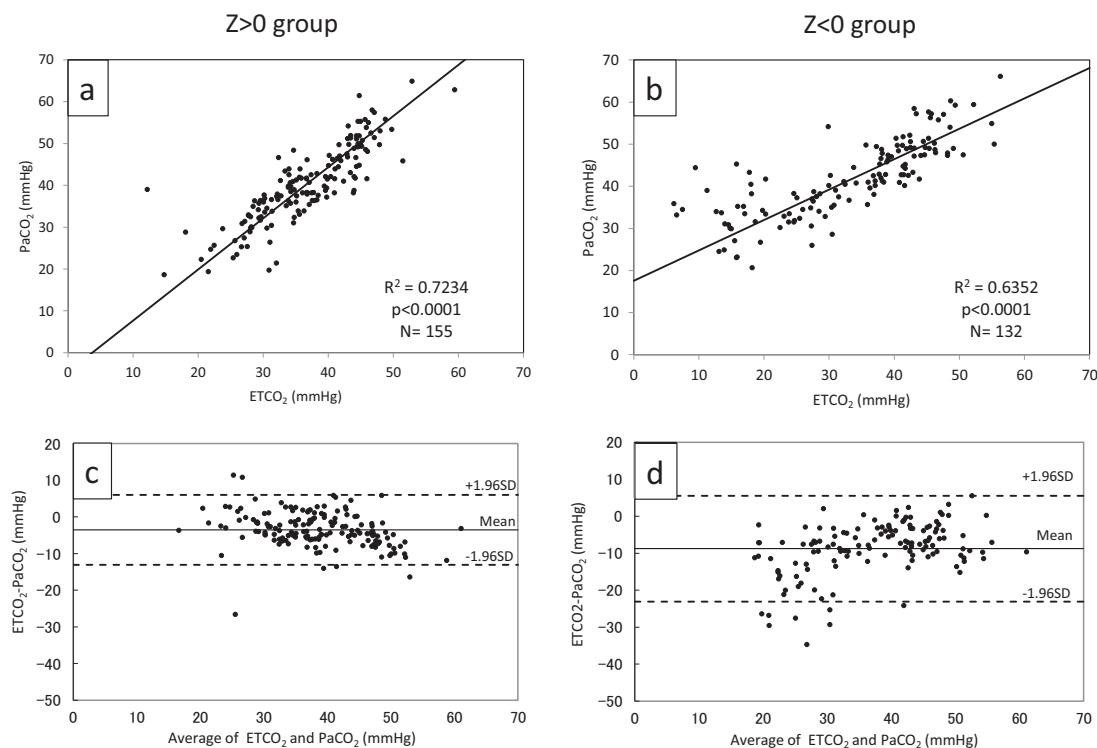 Z>0 group
Z<0 group
a
70
60
50
40
30
20
10
0
PaCO₂ (mmHg)
R² = 0.7234
p<0.0001
N= 155
0 10 20 30 40 50 60 70
ETCO₂ (mmHg)
b
70
60
50
40
30
20
10
0
PaCO₂ (mmHg)
R² = 0.6352
p<0.0001
N= 132
0 10 20 30 40 50 60 70
ETCO₂ (mmHg)
c
20
10
0
−10
−20
−30
−40
−50
ETCO₂-PaCO₂ (mmHg)
+1.96SD
Mean
-1.96SD
0 10 20 30 40 50 60 70
Average of ETCO₂ and PaCO₂ (mmHg)
d
20
10
0
−10
−20
−30
−40
−50
ETCO2-PaCO₂ (mmHg)
+1.96SD
Mean
-1.96SD
0 10 20 30 40 50 60 70
Average of ETCO₂ and PaCO₂ (mmHg)